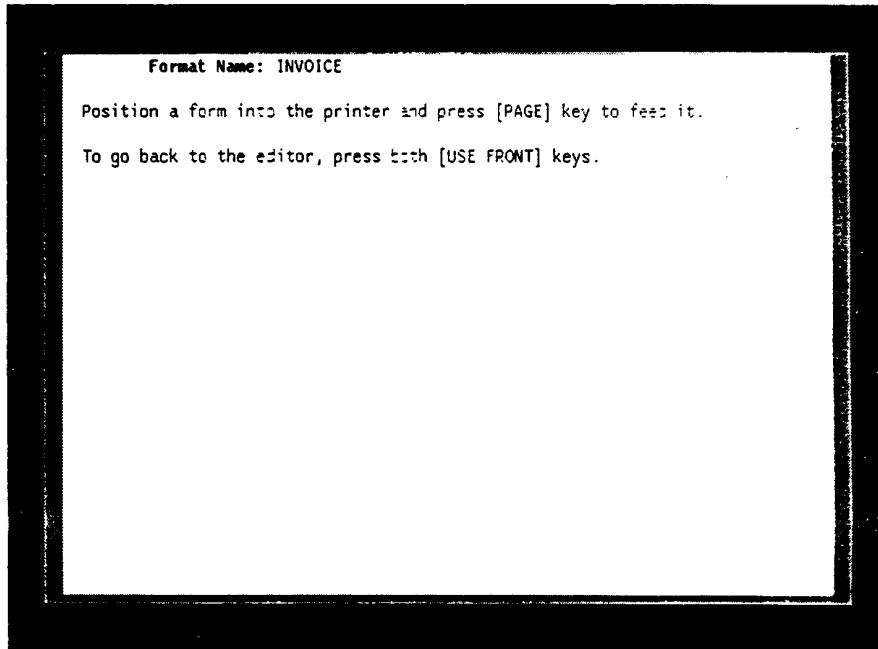 Format Name: INVOICE
Position a form into the printer and press [PAGE] key to feed it.
To go back to the editor, press both [USE FRONT] keys.